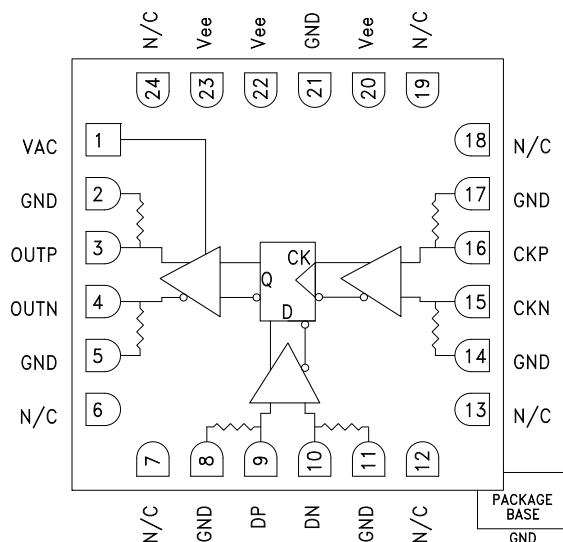 N/C Vee Vee GND Vee N/C
24 23 22 21 20 19
VAC 1 18 N/C
GND 2 17 GND
OUTP 3 16 CKP
CK
Q
OUTN 4 15 CKN
D
GND 5 14 GND
N/C 6 13 N/C
7 8 9 10 11 12
N/C GND DP DN GND N/C
PACKAGE
BASE
GND